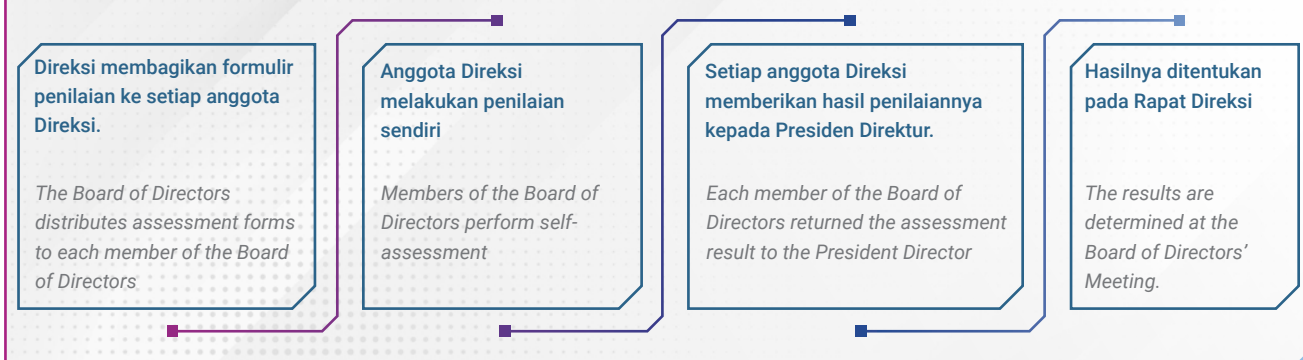 Direksi membagikan formulir
penilaian ke setiap anggota
Direksi.
The Board of Directors
distributes assessment forms
to each member of the Board
of Directors
Anggota Direksi
melakukan penilaian
sendiri
Members of the Board of
Directors perform self-
assessment
Setiap anggota Direksi
memberikan hasil penilaiannya
kepada Presiden Direktur.
Each member of the Board of
Directors returned the assessment
result to the President Director
Hasilnya ditentukan
pada Rapat Direksi
The results are
determined at the
Board of Directors’
Meeting.